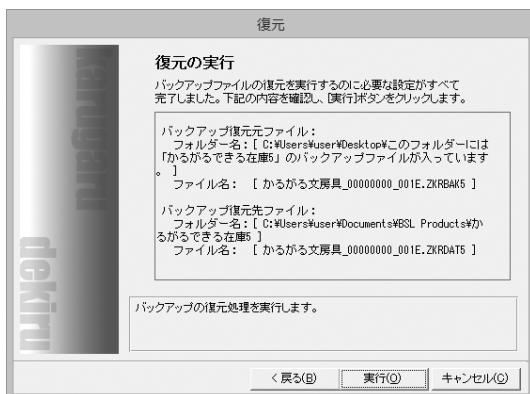 復元
karugaru
dekiru
復元の実行
バックアップファイルの復元を実行するのに必要な設定がすべて
完了しました。下記の内容を確認し、[実行]ボタンをクリックします。
バックアップ復元元ファイル：
フォルダー名：[ C:¥Users¥user¥Desktop¥このフォルダーには
「かるがるできる在庫5」のバックアップファイルが入っています
。 ]
ファイル名： [ かるがる文房具_00000000_001E.ZKRBAK5 ]
バックアップ復元先ファイル：
フォルダー名：[ C:¥Users¥user¥Documents¥BSL Products¥か
るがるできる在庫5 ]
ファイル名： [ かるがる文房具_00000000_001E.ZKRDAT5 ]
バックアップの復元処理を実行します。
< 戻る(B) 実行(O) キャンセル(C)